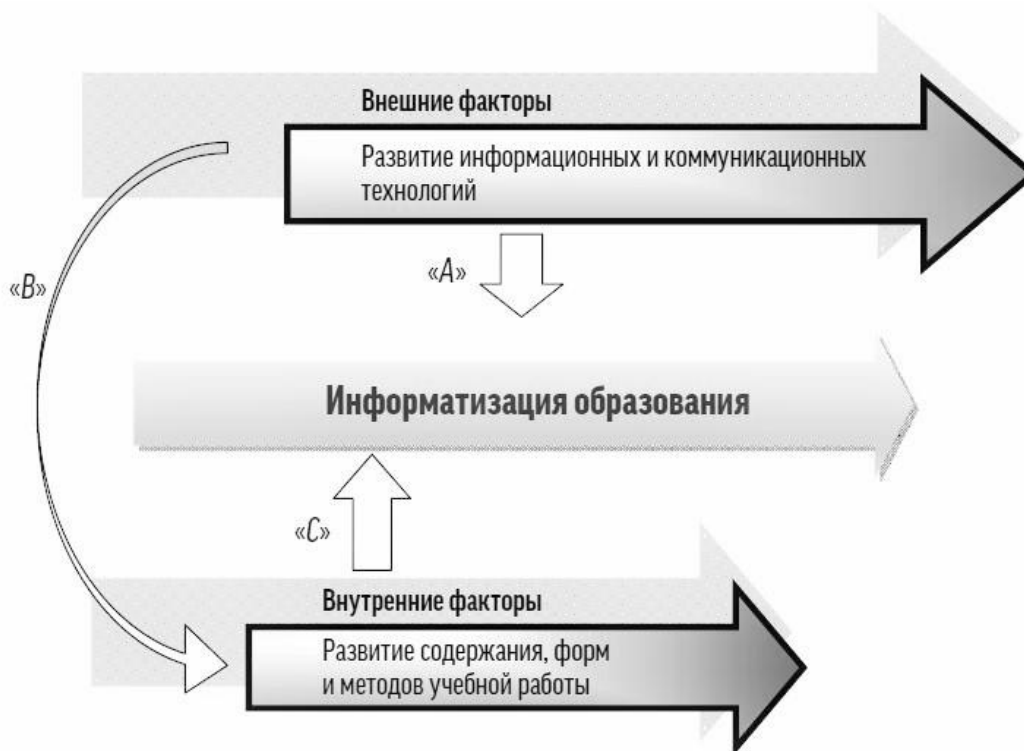 Внешние факторы
Развитие информационных и коммуникационных
технологий
«А»
«В»
Информатизация образования
«С»
Внутренние факторы
Развитие содержания, форм
и методов учебной работы